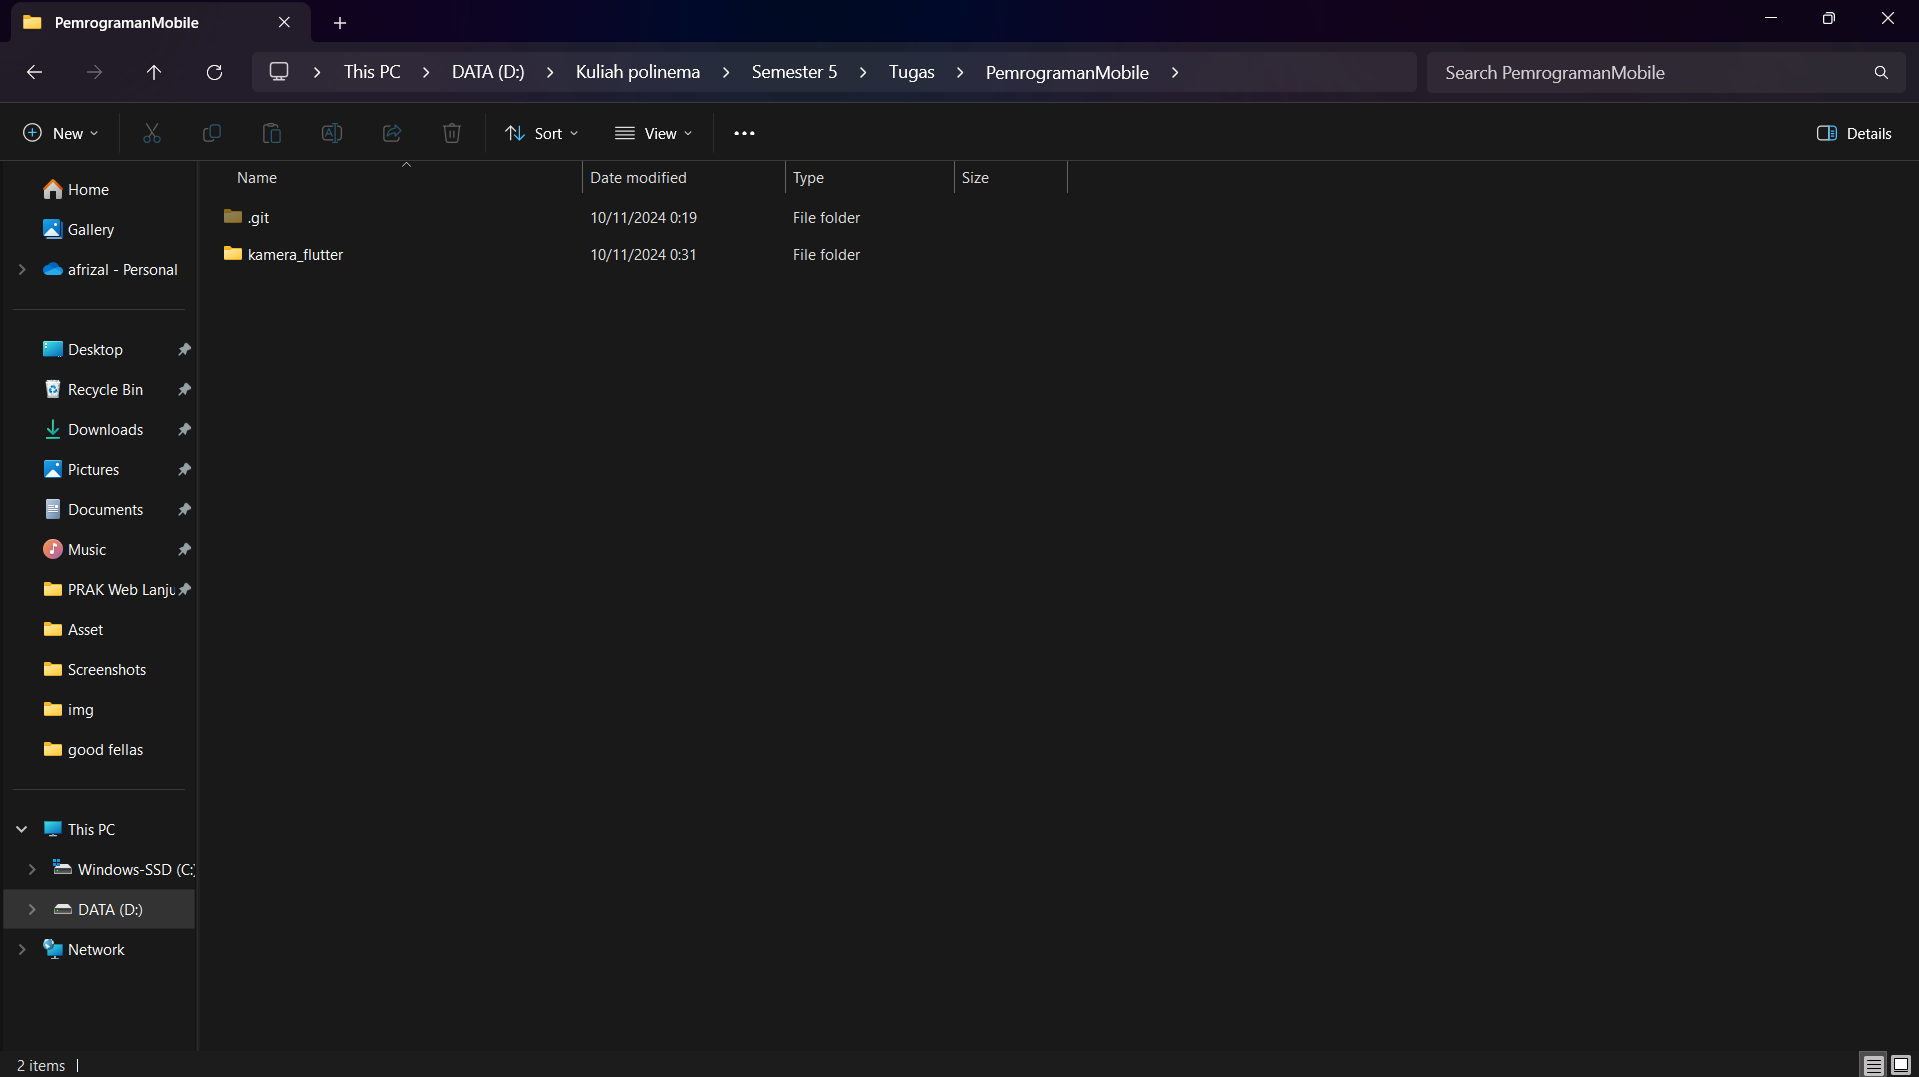 PemrogramanMobile
This PC > DATA (D:) > Kuliah polinema > Semester 5 > Tugas > PemrogramanMobile >
Search PemrogramanMobile
New
Sort
View
Details
Name Date modified Type Size
.git 10/11/2024 0:19 File folder
kamera_flutter 10/11/2024 0:31 File folder
Home
Gallery
afrizal - Personal
Desktop
Recycle Bin
Downloads
Pictures
Documents
Music
PRAK Web Lanju
Asset
Screenshots
img
good fellas
This PC
Windows-SSD (C:)
DATA (D:)
Network
2 items